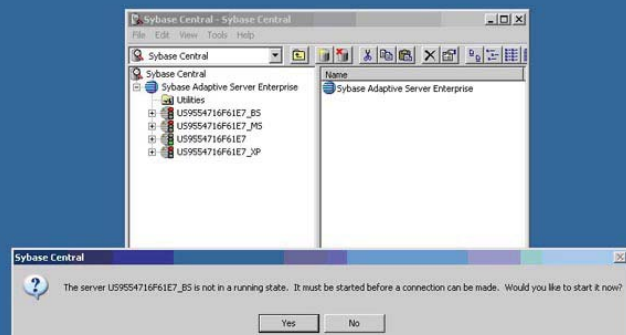 Sybase Central - Sybase Central
File Edit View Tools Help
Sybase Central
Sybase Central
Sybase Adaptive Server Enterprise
Utilities
US9554716F61E7_BS
US9554716F61E7_MS
US9554716F61E7
US9554716F61E7_XP
Name
Sybase Adaptive Server Enterprise
Sybase Central
The server US9554716F61E7_BS is not in a running state. It must be started before a connection can be made. Would you like to start it now?
Yes No